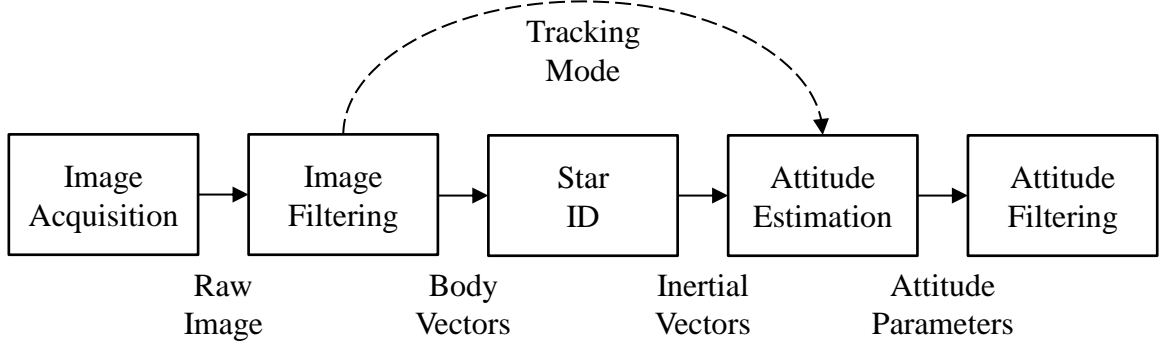 Tracking
Mode
Image
Acquisition
Image
Filtering
Star
ID
Attitude
Estimation
Attitude
Filtering
Raw
Image
Body
Vectors
Inertial
Vectors
Attitude
Parameters